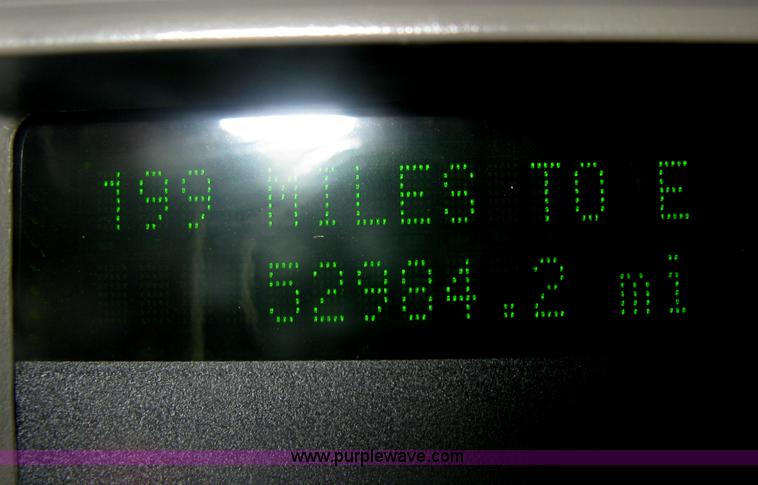 199 MILES TO E
52984.2 mi
www.purplewave.com